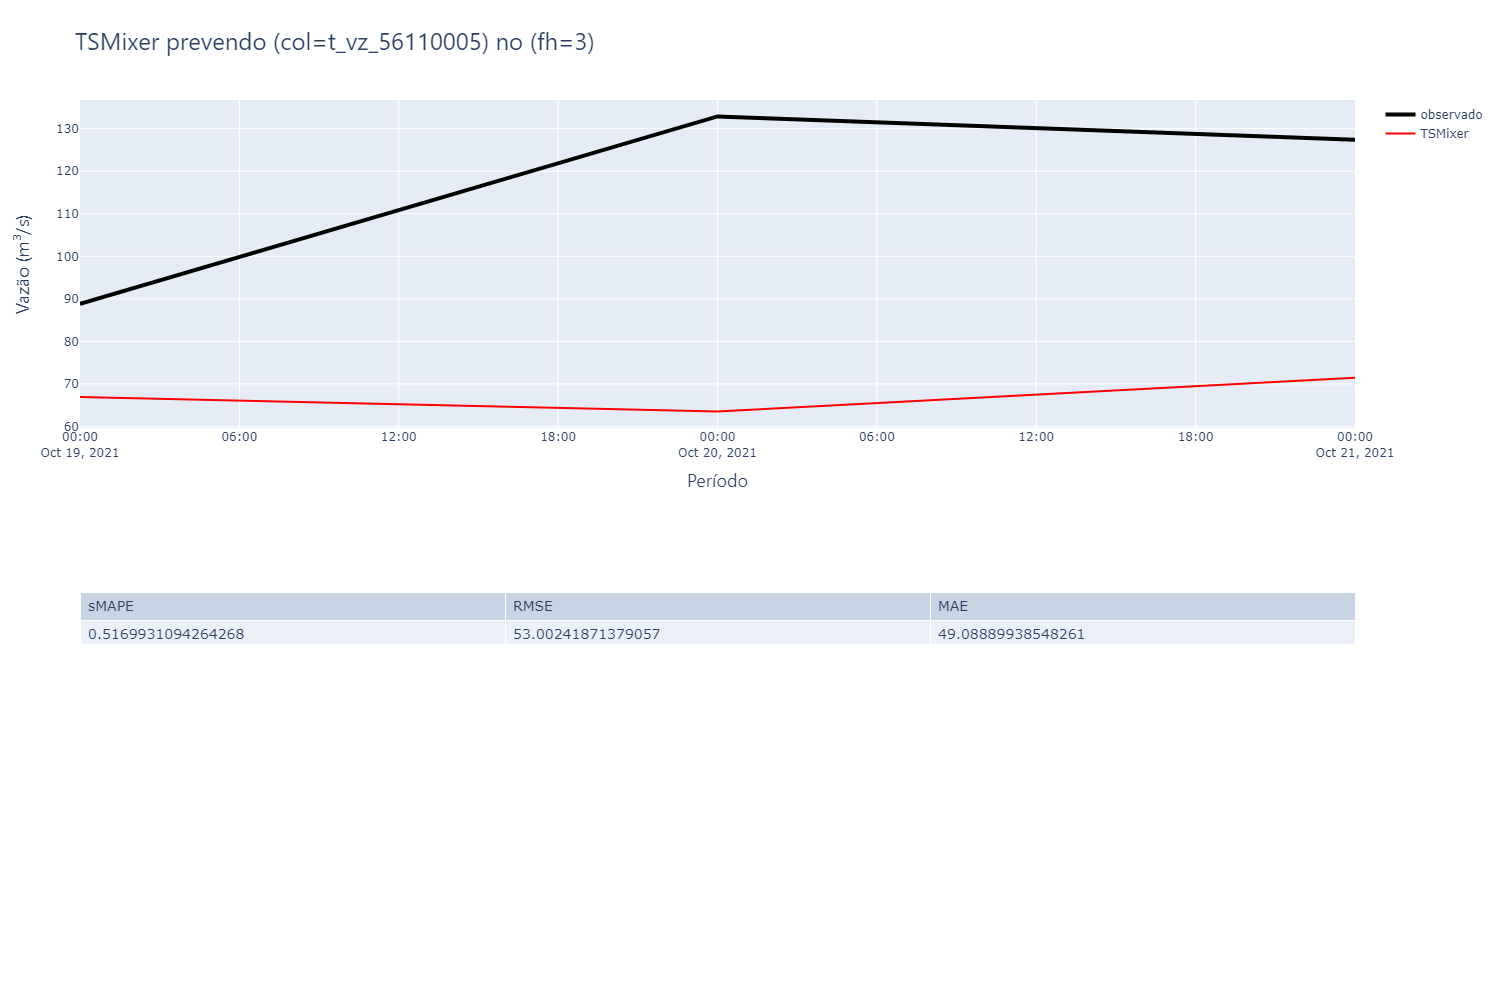 TSMixer prevendo (col=t_vz_56110005) no (fh=3)
observado
TSMixer
Vazão (m³/s)
130
120
110
100
90
80
70
60
00:00 06:00 12:00 18:00 00:00 06:00 12:00 18:00 00:00
Oct 19, 2021 Oct 20, 2021 Oct 21, 2021
Período
sMAPE RMSE MAE
0.5169931094264268 53.00241871379057 49.08889938548261